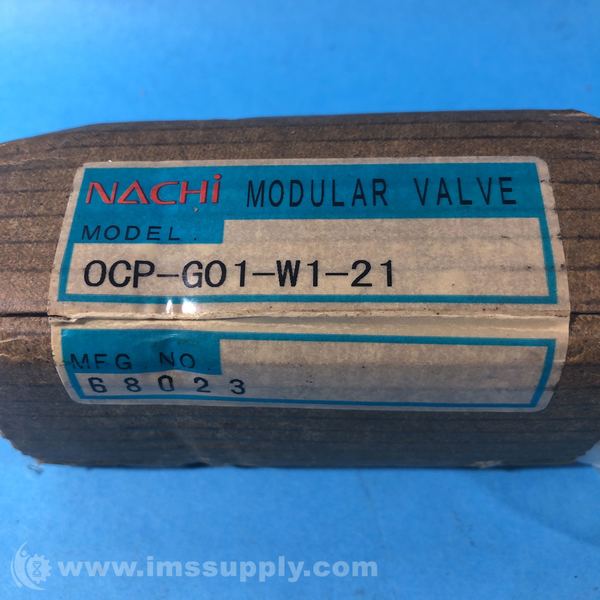 NACHi MODULAR VALVE
MODEL.
OCP-G01-W1-21
MFG NO
68023
www.imssupply.com